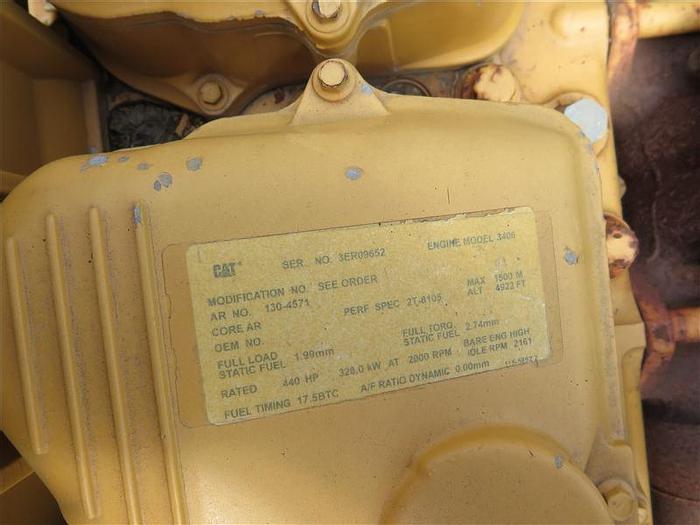 CAT SER. NO. 3ER09652 ENGINE MODEL 3406
MODIFICATION NO. SEE ORDER
AR NO. 130-4571 PERF SPEC 2T-6105 MAX 1500 M
CORE AR ALT 4922 FT
OEM NO.
FULL LOAD FULL TORQ.
STATIC FUEL 1.99mm STATIC FUEL 2.74mm
RATED 440 HP 328.0 kW AT 2000 RPM BARE ENG HIGH
IDLE RPM 2161
FUEL TIMING 17.5BTC A/F RATIO DYNAMIC 0.00mm